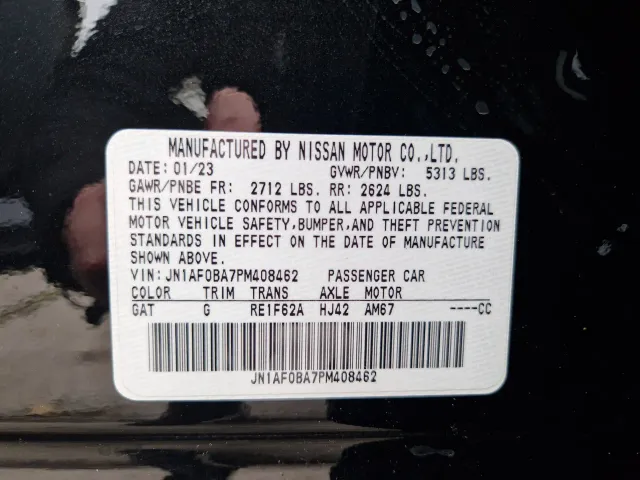 MANUFACTURED BY NISSAN MOTOR CO.,LTD.
DATE: 01/23 GVWR/PNBV: 5313 LBS.
GAWR/PNBE FR: 2712 LBS. RR: 2624 LBS.
THIS VEHICLE CONFORMS TO ALL APPLICABLE FEDERAL
MOTOR VEHICLE SAFETY,BUMPER,AND THEFT PREVENTION
STANDARDS IN EFFECT ON THE DATE OF MANUFACTURE
SHOWN ABOVE.
VIN: JN1AF0BA7PM408462 PASSENGER CAR
COLOR TRIM TRANS AXLE MOTOR
GAT G RE1F62A HJ42 AM67 ----CC
JN1AF0BA7PM408462